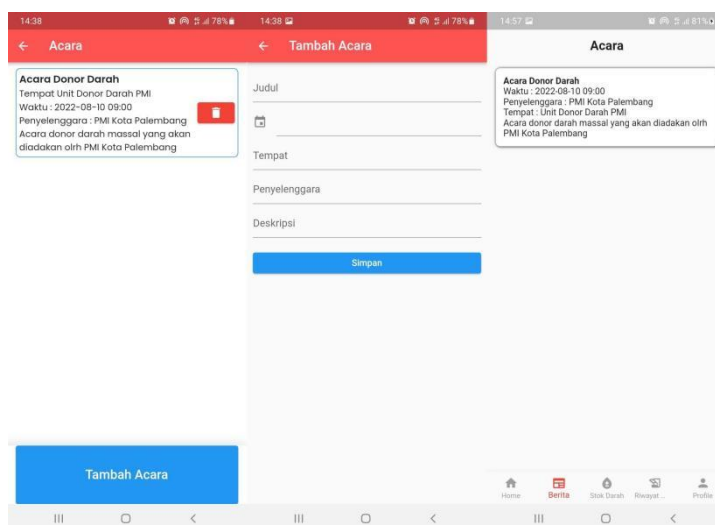 14:38
78%
Acara
Acara Donor Darah
Tempat Unit Donor Darah PMI
Waktu : 2022-08-10 09:00
Penyelenggara : PMI Kota Palembang
Acara donor darah massal yang akan
diadakan olrh PMI Kota Palembang
Tambah Acara
14:38
78%
Tambah Acara
Judul
Tempat
Penyelenggara
Deskripsi
Simpan
14:57
81%
Acara
Acara Donor Darah
Waktu : 2022-08-10 09:00
Penyelenggara : PMI Kota Palembang
Tempat : Unit Donor Darah PMI
Acara donor darah massal yang akan diadakan olrh
PMI Kota Palembang
Home Berita Stok Darah Riwayat ... Profile